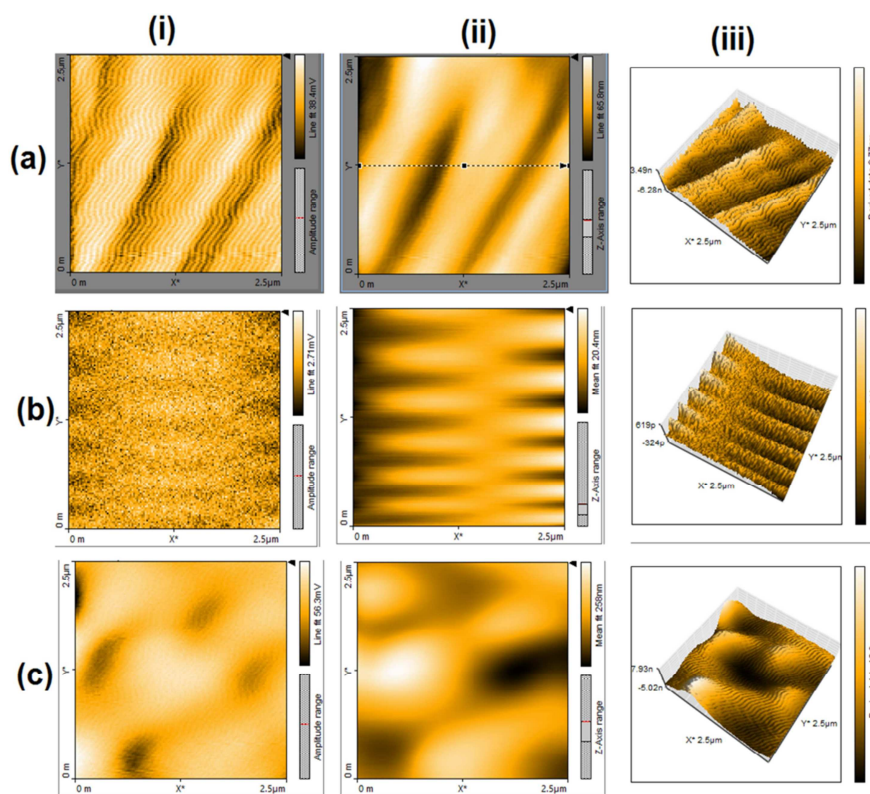 (i)
(ii)
(iii)
(a)
2.5µm
Y*
0 m
0 m
X*
2.5µm
Line fit 38.4mV
Amplitude range
2.5µm
Y*
0 m
0 m
X*
2.5µm
Line fit 65.8nm
Z-Axis range
3.49n
-6.28n
X* 2.5µm
Y* 2.5µm
(b)
2.5µm
Y*
0 m
0 m
X*
2.5µm
Line fit 2.71mV
Amplitude range
2.5µm
Y*
0 m
0 m
X*
2.5µm
Mean fit 20.4nm
Z-Axis range
619p
-324p
X* 2.5µm
Y* 2.5µm
(c)
2.5µm
Y*
0 m
0 m
X*
2.5µm
Line fit 56.3mV
Amplitude range
2.5µm
Y*
0 m
0 m
X*
2.5µm
Mean fit 258nm
Z-Axis range
7.93n
-5.02n
X* 2.5µm
Y* 2.5µm